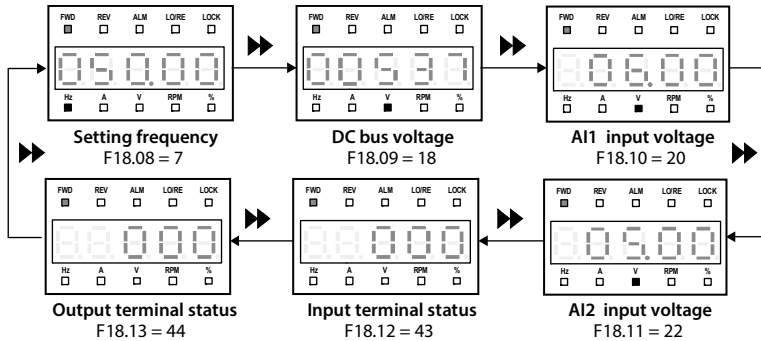 FWD REV ALM LO/RE LOCK
050.00
Hz A V RPM %
Setting frequency
F18.08 = 7
FWD REV ALM LO/RE LOCK
00537
Hz A V RPM %
DC bus voltage
F18.09 = 18
FWD REV ALM LO/RE LOCK
06.00
Hz A V RPM %
AI1 input voltage
F18.10 = 20
FWD REV ALM LO/RE LOCK
000
Hz A V RPM %
Output terminal status
F18.13 = 44
FWD REV ALM LO/RE LOCK
000
Hz A V RPM %
Input terminal status
F18.12 = 43
FWD REV ALM LO/RE LOCK
05.00
Hz A V RPM %
AI2 input voltage
F18.11 = 22